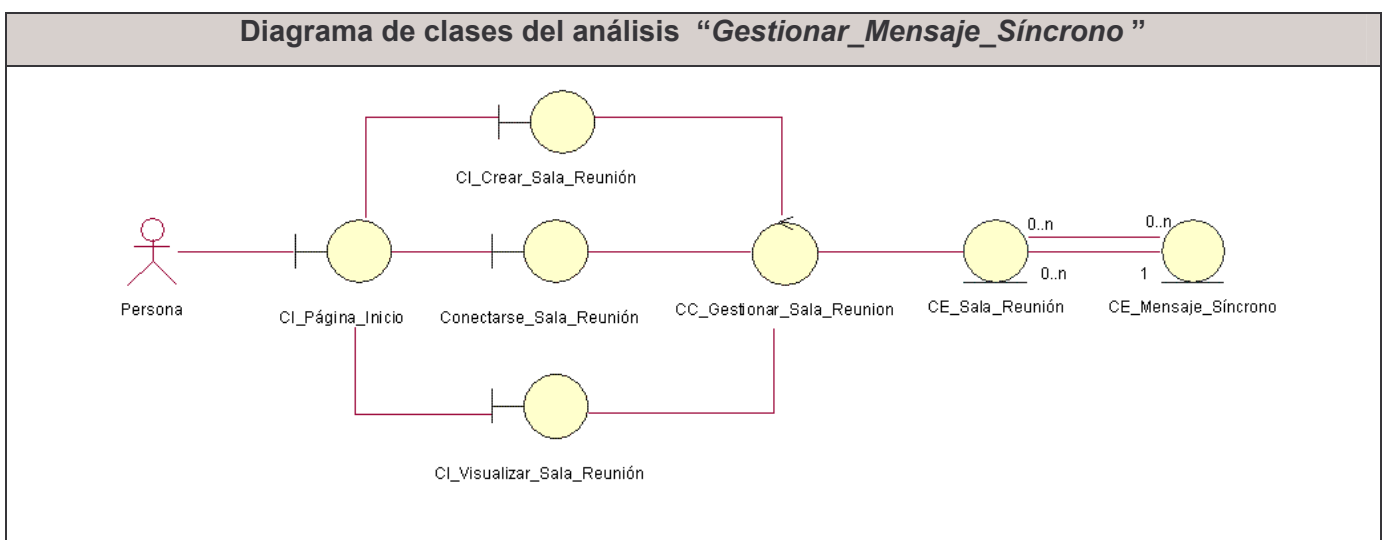 Diagrama de clases del análisis “Gestionar_Mensaje_Síncrono ”
CI_Crear_Sala_Reunión
0..n
0..n
0..n
1
Persona
CI_Página_Inicio
Conectarse_Sala_Reunión
CC_Gestionar_Sala_Reunion
CE_Sala_Reunión
CE_Mensaje_Síncrono
CI_Visualizar_Sala_Reunión